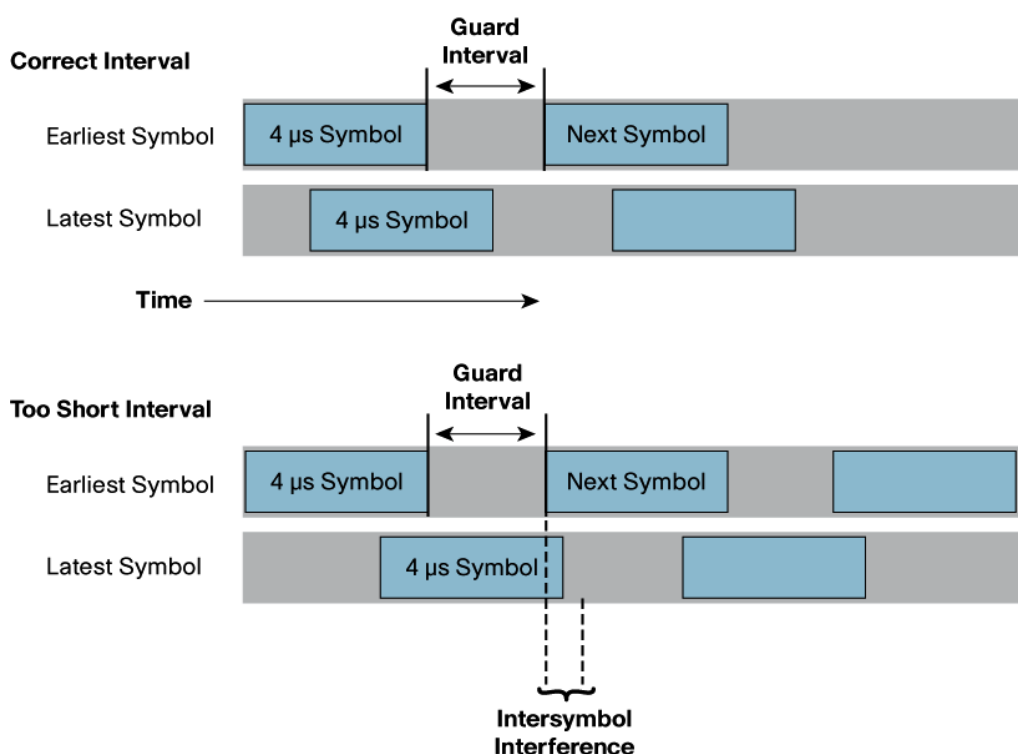 Guard
Interval
Correct Interval
Earliest Symbol
4 µs Symbol
Next Symbol
Latest Symbol
4 µs Symbol
Time
Guard
Interval
Too Short Interval
Earliest Symbol
4 µs Symbol
Next Symbol
Latest Symbol
4 µs Symbol
Intersymbol
Interference